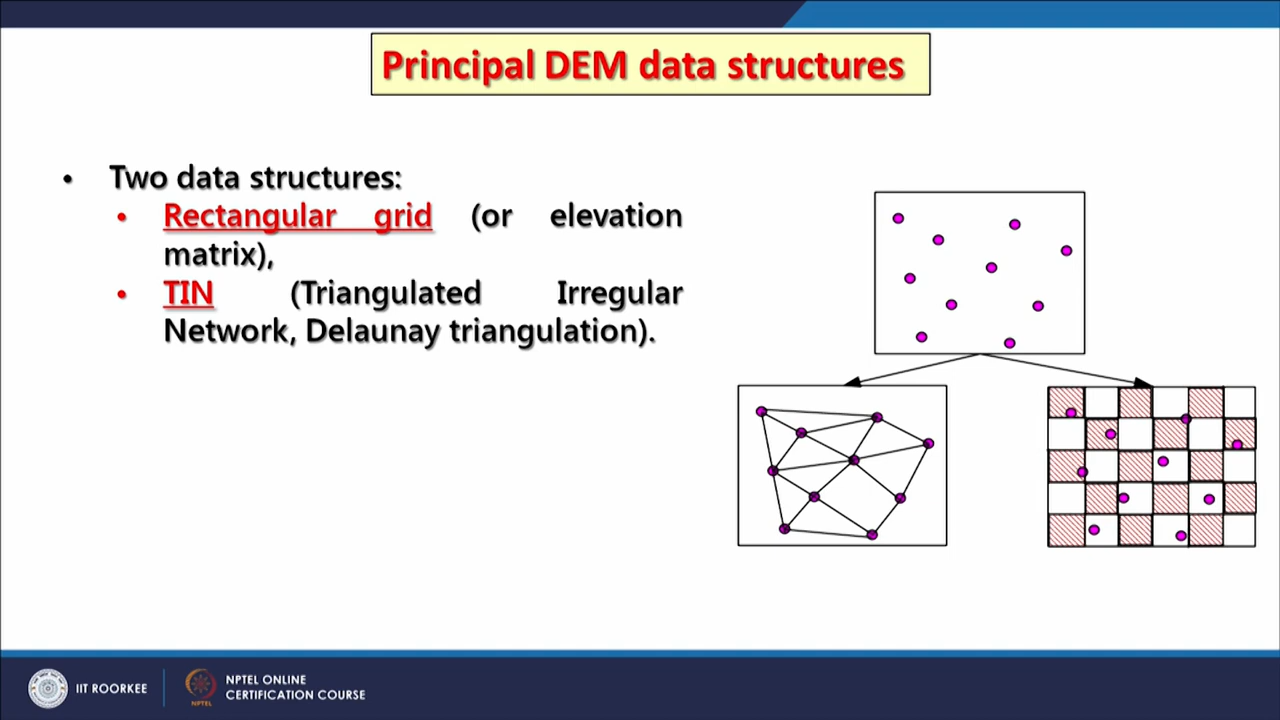 Principal DEM data structures
• Two data structures:
• Rectangular grid (or elevation
matrix),
• TIN (Triangulated Irregular
Network, Delaunay triangulation).
IIT ROORKEE
NPTEL
NPTEL ONLINE
CERTIFICATION COURSE